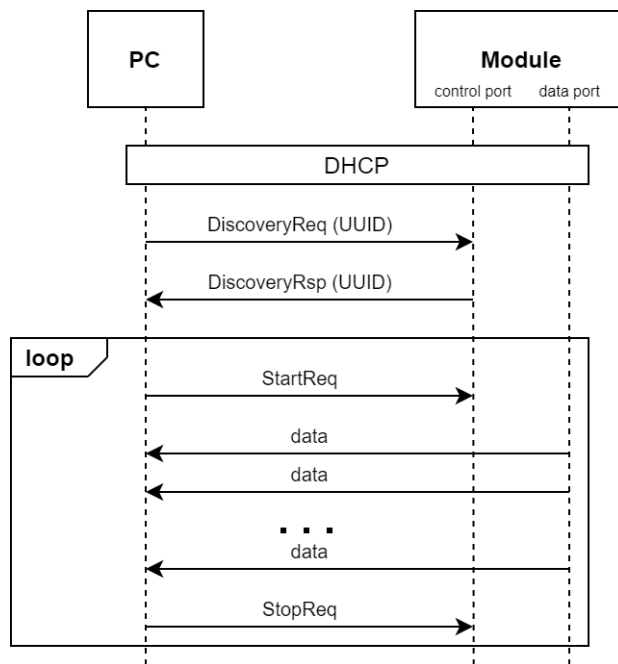 PC
Module
control port
data port
DHCP
DiscoveryReq (UUID)
DiscoveryRsp (UUID)
loop
StartReq
data
data
. . .
data
StopReq